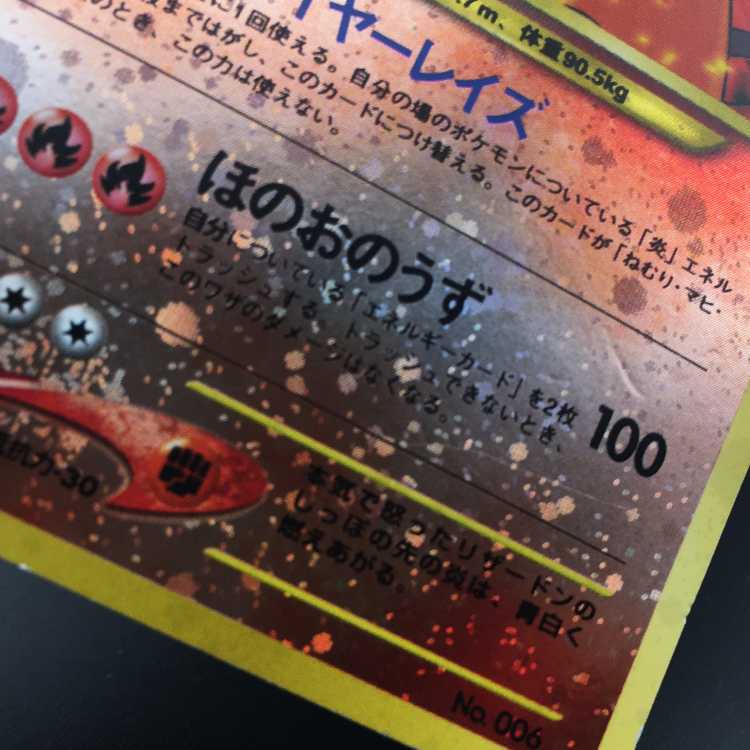 7m、体重90.5kg
イヤーレイズ
に1回使える。自分の場のポケモンについている「炎」エネル
まではがし、このカードにつけ替える。このカードが「ねむり・マヒ・
のとき、この力は使えない。
ほのおのうず 100
自分についている「エネルギーカード」を2枚
トラッシュする。トラッシュできないとき、
このワザのダメージはなくなる。
抗力 -30
本気で怒ったリザードンの
しっぽの先の炎は、青白く
燃えあがる。
No. 006